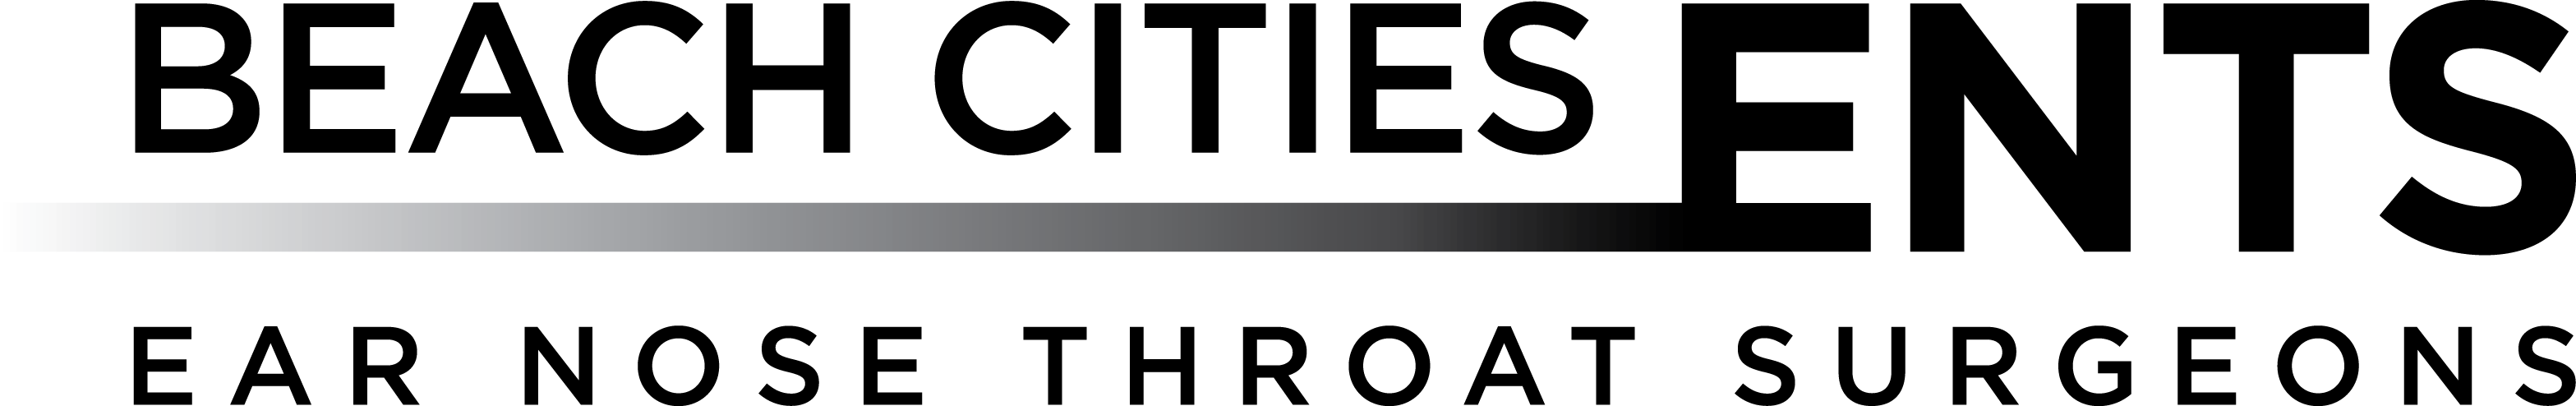 BEACH CITIES ENTS
EAR NOSE THROAT SURGEONS